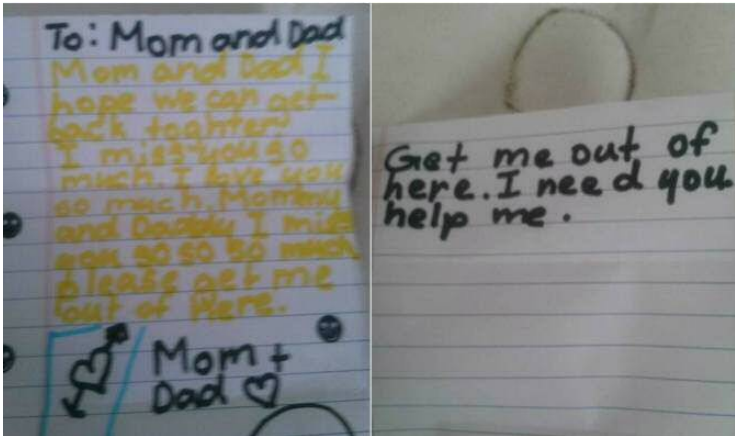 To: Mom and Dad
Mom and Dad I
hope we can get
back toghter
I miss you so
much. I love you
so much. Mommy
and Daddy I miss
you so so so much
please get me
out of Here.
Mom +
Dad
Get me out of
here. I need you
help me.